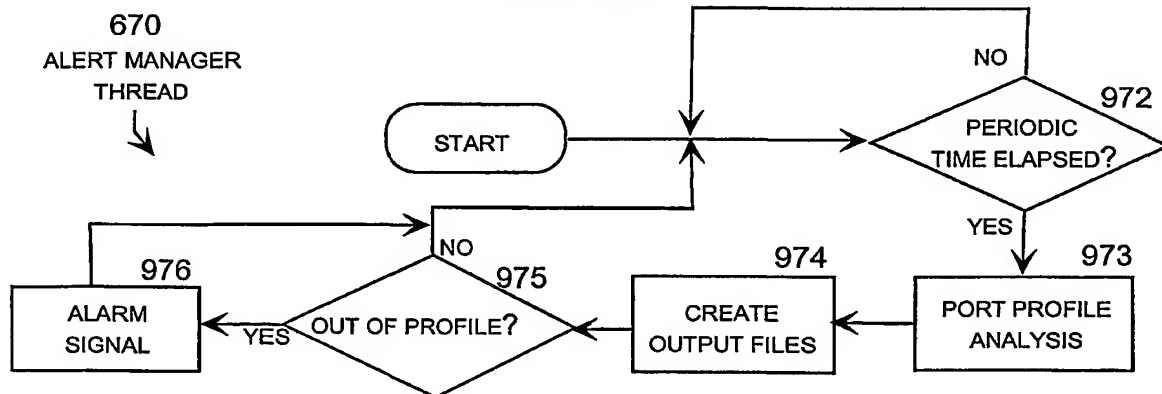 670
ALERT MANAGER
THREAD
START
NO
972
PERIODIC
TIME ELAPSED?
YES
973
PORT PROFILE
ANALYSIS
974
CREATE
OUTPUT FILES
975
OUT OF PROFILE?
NO
YES
976
ALARM
SIGNAL